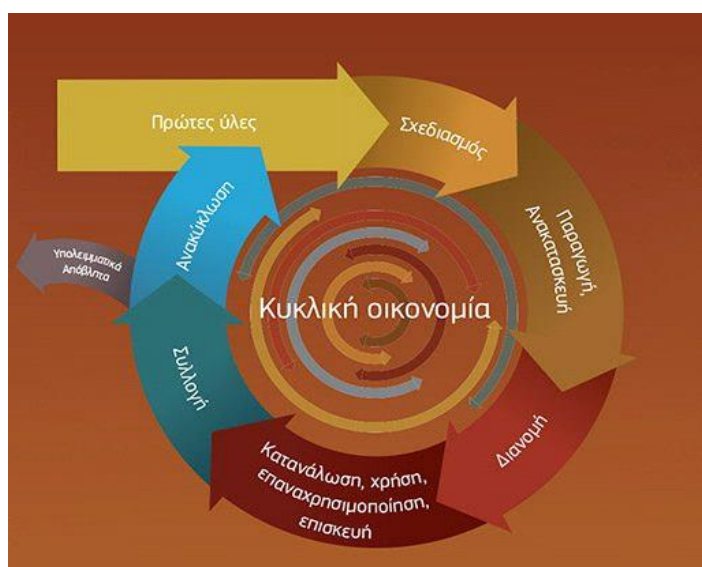 Πρώτες ύλες
Σχεδιασμός
Παραγωγή,
Ανακατασκευή
Διανομή
Κατανάλωση, χρήση,
επαναχρησιμοποίηση,
επισκευή
Συλλογή
Ανακύκλωση
Υπολειμματικά
Απόβλητα
Κυκλική οικονομία